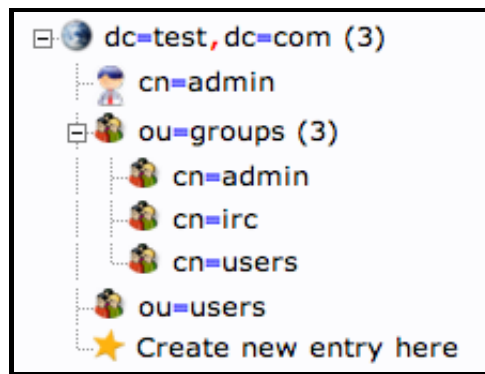 dc=test,dc=com (3)
cn=admin
ou=groups (3)
cn=admin
cn=irc
cn=users
ou=users
Create new entry here